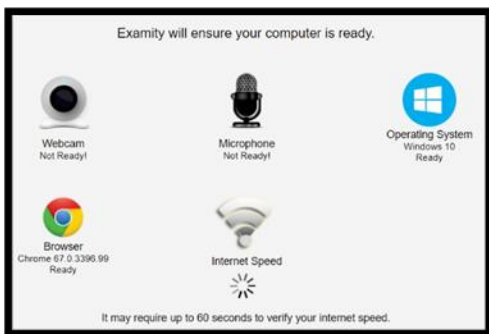 Examity will ensure your computer is ready.
Webcam
Not Ready!
Microphone
Not Ready!
Operating System
Windows 10
Ready
Browser
Chrome 67.0.3396.99
Ready
Internet Speed
It may require up to 60 seconds to verify your internet speed.